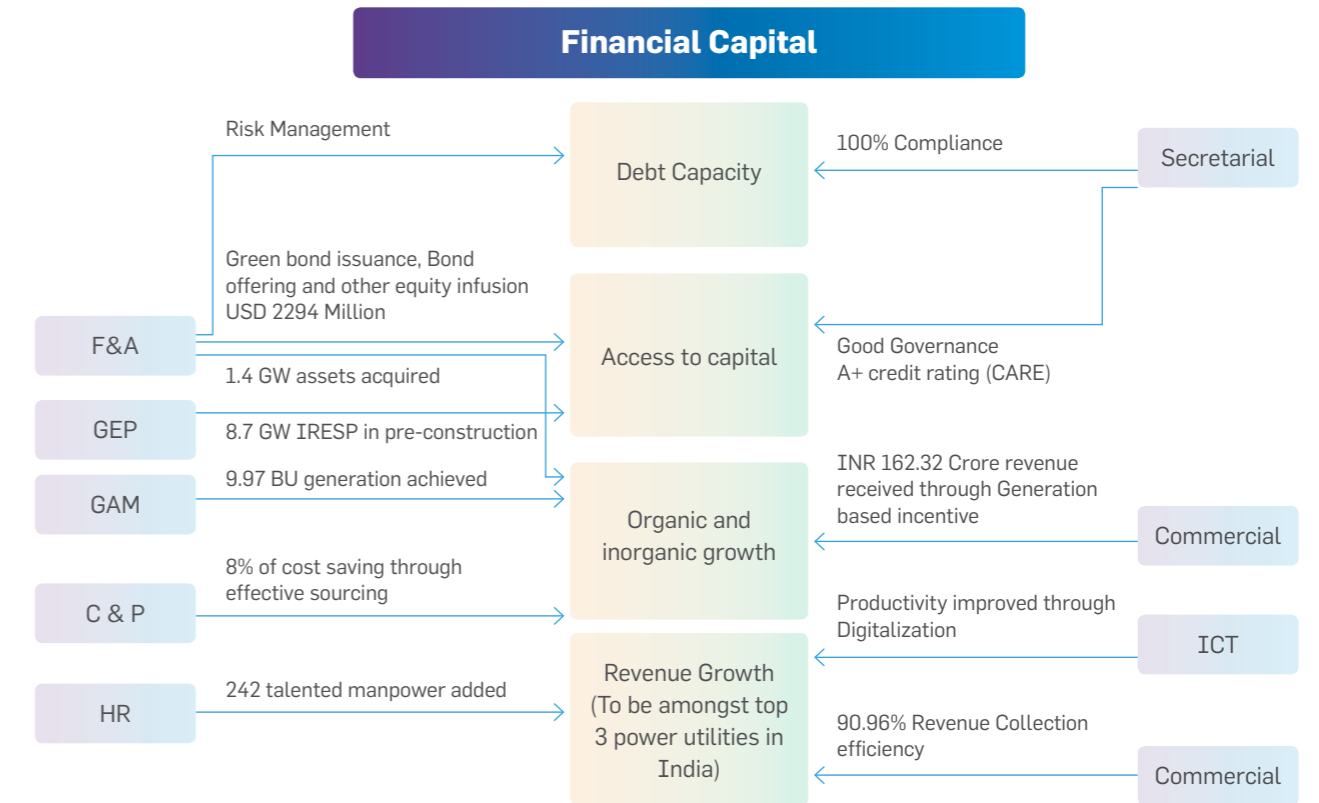 Financial Capital
Risk Management
Green bond issuance, Bond
offering and other equity infusion
USD 2294 Million
F&A
1.4 GW assets acquired
GEP
8.7 GW IRESP in pre-construction
9.97 BU generation achieved
GAM
8% of cost saving through
effective sourcing
C & P
242 talented manpower added
HR
Debt Capacity
Access to capital
Organic and
inorganic growth
Revenue Growth
(To be amongst top
3 power utilities in
India)
100% Compliance
Secretarial
Good Governance
A+ credit rating (CARE)
INR 162.32 Crore revenue
received through Generation
based incentive
Commercial
Productivity improved through
Digitalization
ICT
90.96% Revenue Collection
efficiency
Commercial